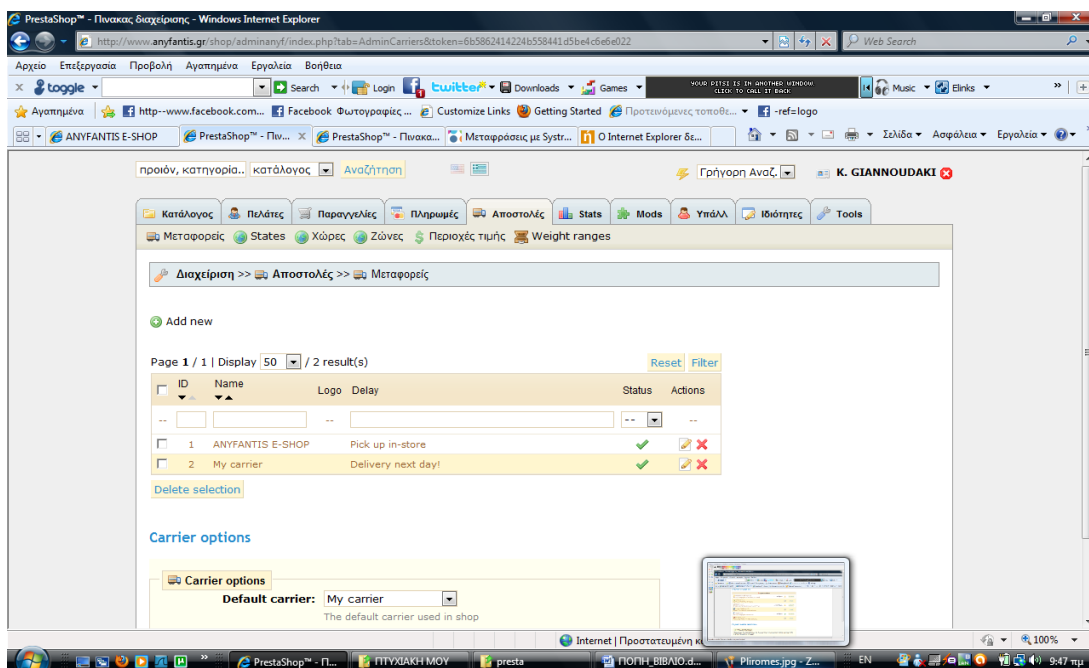 PrestaShop™ - Πινακας διαχείρισης - Windows Internet Explorer
http://www.anyfantis.gr/shop/adminanyf/index.php?tab=AdminCarriers&token=6b5862414224b558441d5be4c6e6e022
Web Search
Αρχείο Επεξεργασία Προβολή Αγαπημένα Εργαλεία Βοήθεια
toggle Search Login twitter Downloads Games YOUR PITSI IS IN ANOTHER WINDOW Music Elinks
CLICK TO CALL IT BACK
Αγαπημένα http--www.facebook.com... Facebook Φωτογραφίες ... Customize Links Getting Started Προτεινόμενες τοποθε... -ref=logo
ANYFANTIS E-SHOP PrestaShop™ - Πιν... PrestaShop™ - Πινακα... Μεταφράσεις με Systr... Ο Internet Explorer δε... Σελίδα Ασφάλεια Εργαλεία
προιόν, κατηγορία.. κατάλογος Αναζήτηση Γρήγορη Αναζ. K. GIANNOUDAKI
Κατάλογος Πελάτες Παραγγελίες Πληρωμές Αποστολές Stats Mods Υπάλλ Ιδιότητες Tools
Μεταφορείς States Χώρες Ζώνες Περιοχές τιμής Weight ranges
Διαχείριση >> Αποστολές >> Μεταφορείς
Add new
Page 1 / 1 | Display 50 / 2 result(s) Reset Filter
ID Name Logo Delay Status Actions
-- -- -- --
1 ANYFANTIS E-SHOP Pick up in-store
2 My carrier Delivery next day!
Delete selection
Carrier options
Carrier options
Default carrier: My carrier
The default carrier used in shop
Internet | Προστατευμένη 100%
PrestaShop™ - Π... ΠΤΥΧΙΑΚΗ ΜΟΥ presta ΠΟΠΗ_ΒΙΒΛΙΟ.d... Pliromes.jpg - Z... EN 9:47 πμ